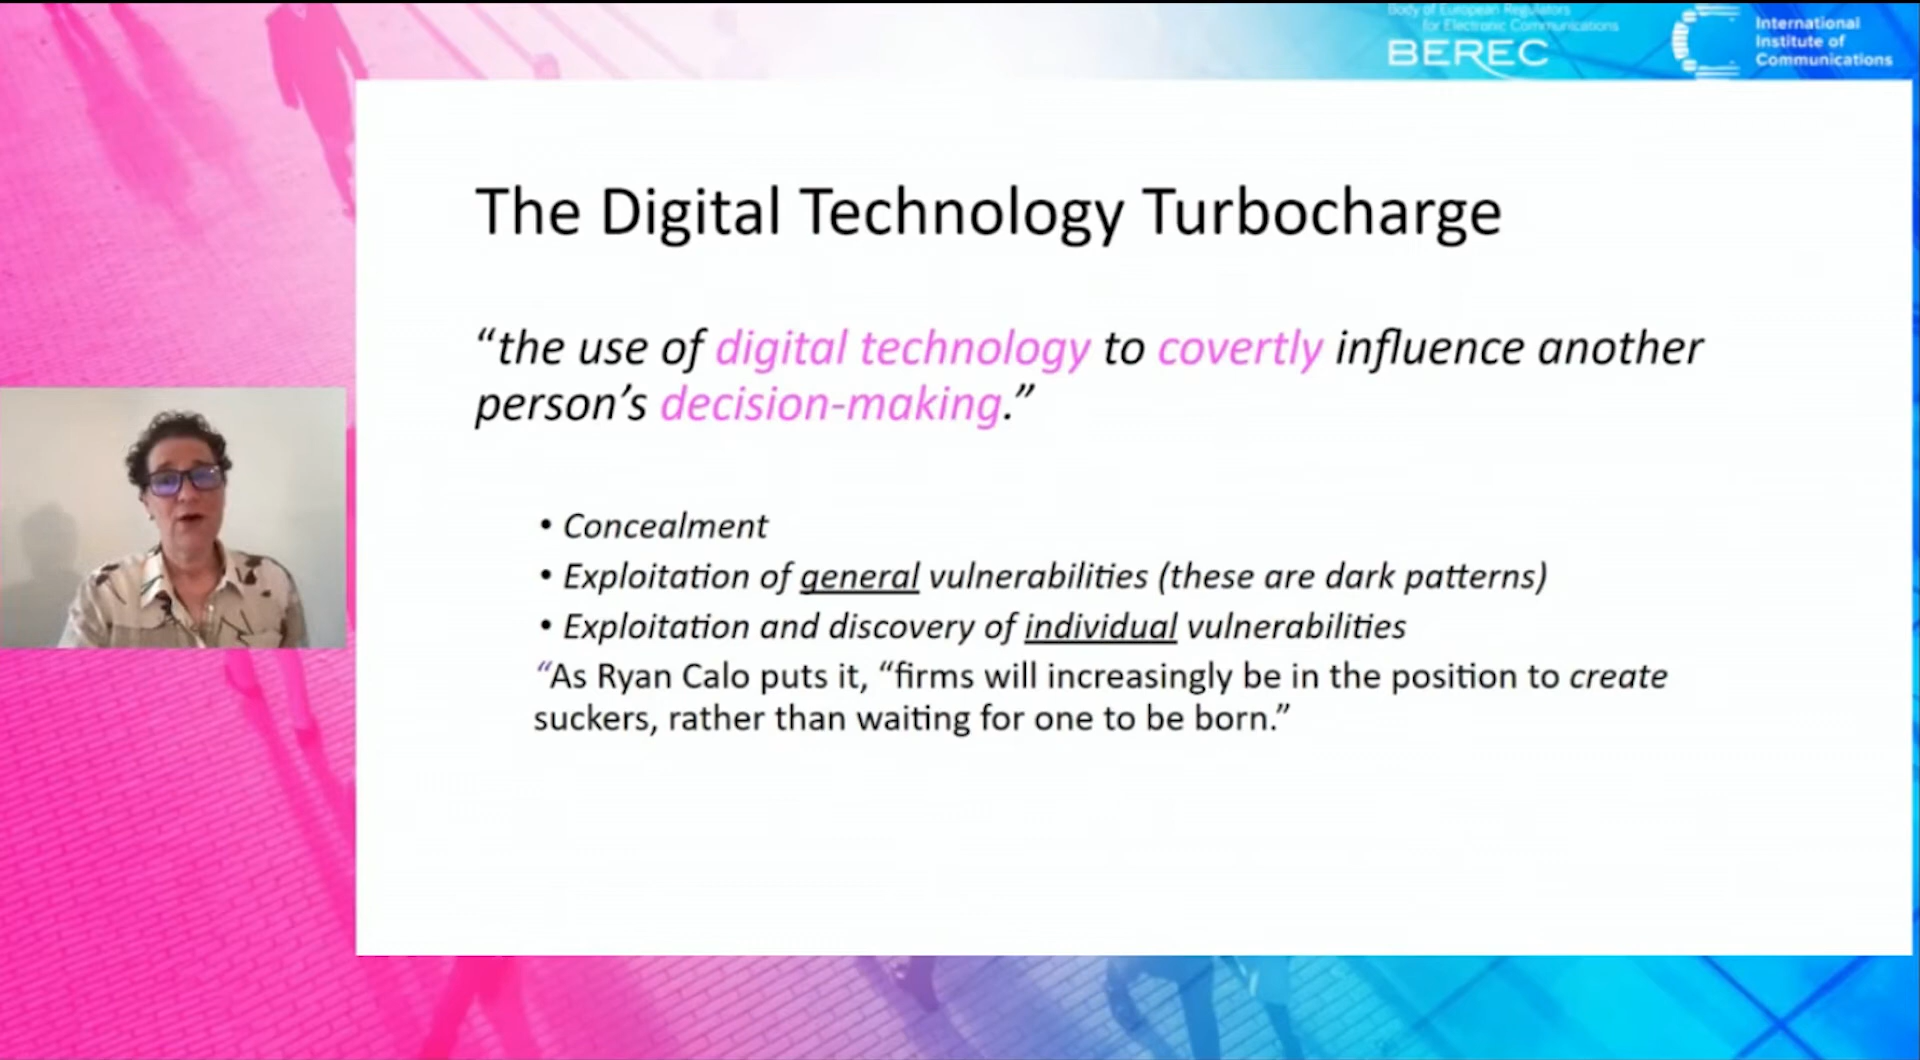 Body of European Regulators
for Electronic Communications
BEREC
International
Institute of
Communications
The Digital Technology Turbocharge
“the use of digital technology to covertly influence another
person’s decision-making.”
• Concealment
• Exploitation of general vulnerabilities (these are dark patterns)
• Exploitation and discovery of individual vulnerabilities
“As Ryan Calo puts it, “firms will increasingly be in the position to create
suckers, rather than waiting for one to be born.”